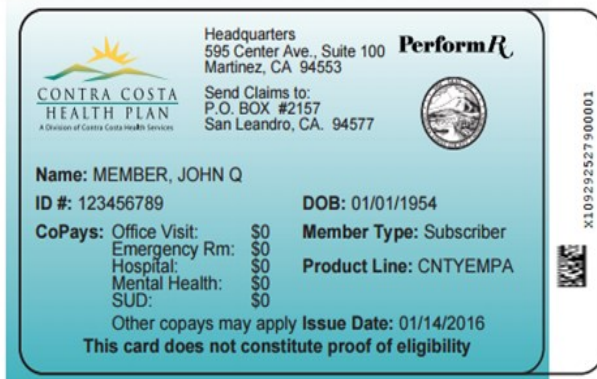 Headquarters
595 Center Ave., Suite 100
Martinez, CA  94553
PerformRx
CONTRA COSTA
HEALTH PLAN
A Division of Contra Costa Health Services
Send Claims to:
P.O. BOX  #2157
San Leandro, CA.  94577
Name: MEMBER, JOHN Q
ID #: 123456789
DOB: 01/01/1954
CoPays: Office Visit: $0
Emergency Rm: $0
Hospital: $0
Mental Health: $0
SUD: $0
Member Type: Subscriber
Product Line: CNTYEMPA
Other copays may apply
Issue Date: 01/14/2016
This card does not constitute proof of eligibility
X109292527900001